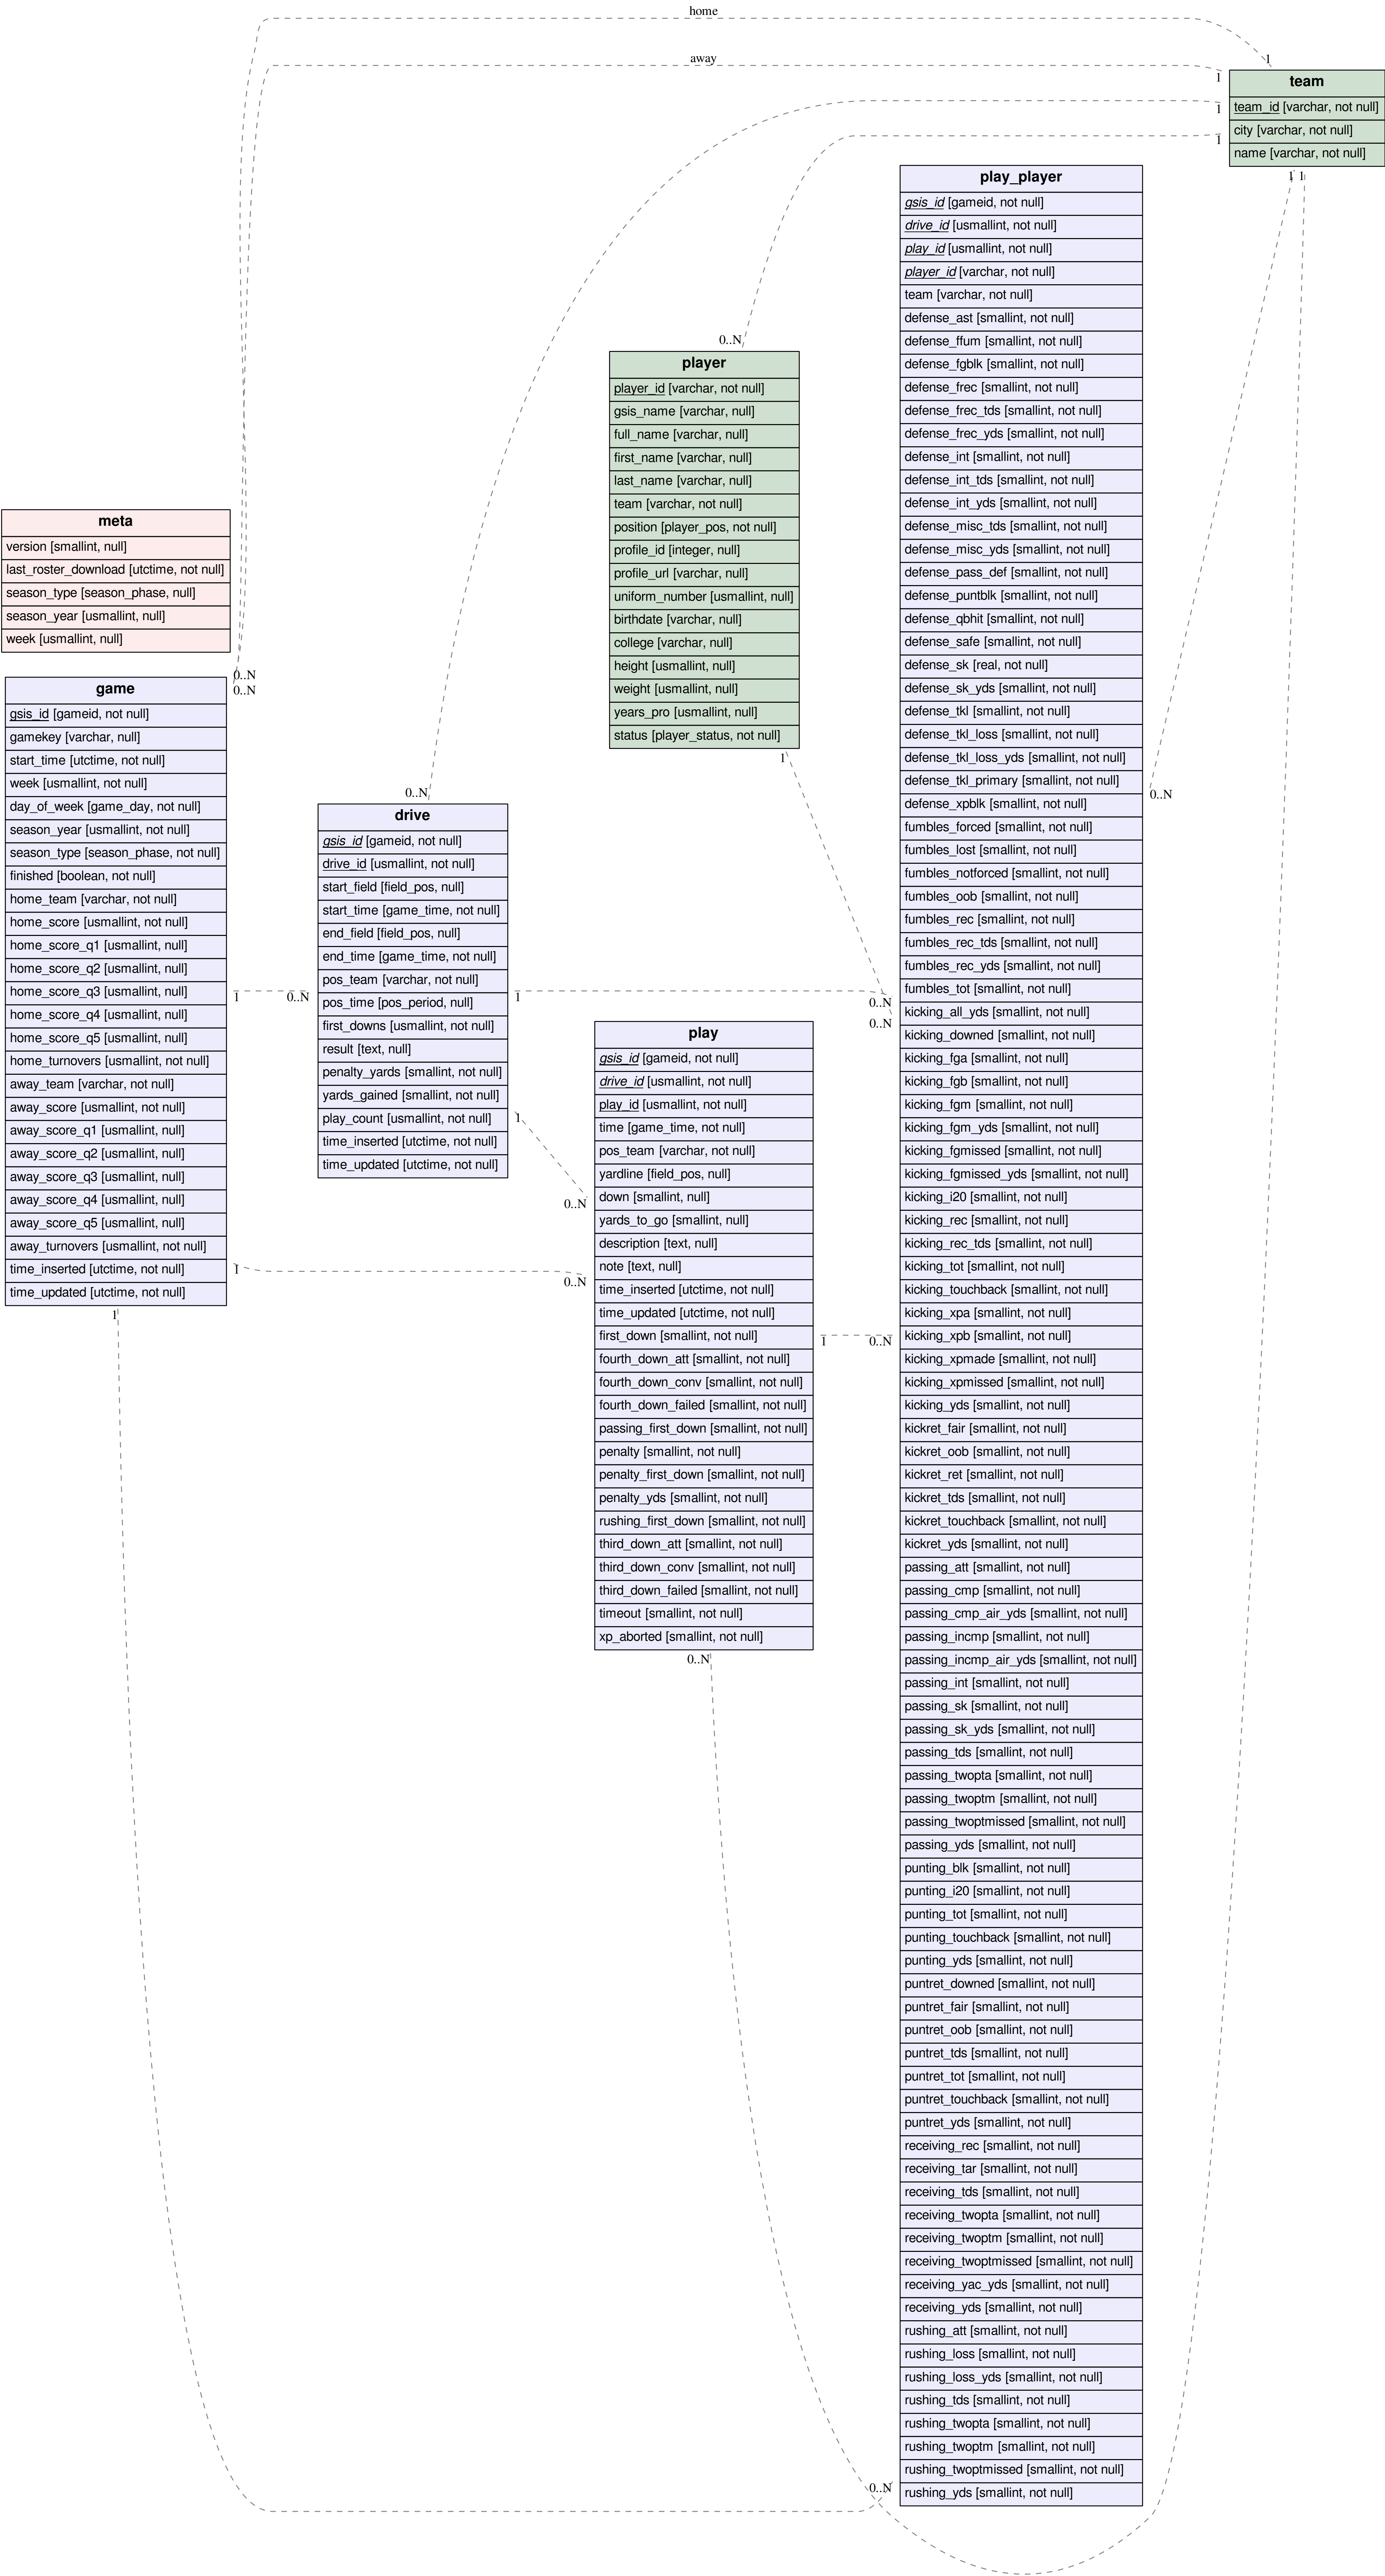 home
away
1
1
1
1
team
team_id [varchar, not null]
city [varchar, not null]
name [varchar, not null]
1
1
play_player
gsis_id [gameid, not null]
drive_id [usmallint, not null]
play_id [usmallint, not null]
player_id [varchar, not null]
team [varchar, not null]
defense_ast [smallint, not null]
defense_ffum [smallint, not null]
defense_fgblk [smallint, not null]
defense_frec [smallint, not null]
defense_frec_tds [smallint, not null]
defense_frec_yds [smallint, not null]
defense_int [smallint, not null]
defense_int_tds [smallint, not null]
defense_int_yds [smallint, not null]
defense_misc_tds [smallint, not null]
defense_misc_yds [smallint, not null]
defense_pass_def [smallint, not null]
defense_puntblk [smallint, not null]
defense_qbhit [smallint, not null]
defense_safe [smallint, not null]
defense_sk [real, not null]
defense_sk_yds [smallint, not null]
defense_tkl [smallint, not null]
defense_tkl_loss [smallint, not null]
defense_tkl_loss_yds [smallint, not null]
defense_tkl_primary [smallint, not null]
defense_xpblk [smallint, not null]
fumbles_forced [smallint, not null]
fumbles_lost [smallint, not null]
fumbles_notforced [smallint, not null]
fumbles_oob [smallint, not null]
fumbles_rec [smallint, not null]
fumbles_rec_tds [smallint, not null]
fumbles_rec_yds [smallint, not null]
fumbles_tot [smallint, not null]
kicking_all_yds [smallint, not null]
kicking_downed [smallint, not null]
kicking_fga [smallint, not null]
kicking_fgb [smallint, not null]
kicking_fgm [smallint, not null]
kicking_fgm_yds [smallint, not null]
kicking_fgmissed [smallint, not null]
kicking_fgmissed_yds [smallint, not null]
kicking_i20 [smallint, not null]
kicking_rec [smallint, not null]
kicking_rec_tds [smallint, not null]
kicking_tot [smallint, not null]
kicking_touchback [smallint, not null]
kicking_xpa [smallint, not null]
kicking_xpb [smallint, not null]
kicking_xpmade [smallint, not null]
kicking_xpmissed [smallint, not null]
kicking_yds [smallint, not null]
kickret_fair [smallint, not null]
kickret_oob [smallint, not null]
kickret_ret [smallint, not null]
kickret_tds [smallint, not null]
kickret_touchback [smallint, not null]
kickret_yds [smallint, not null]
passing_att [smallint, not null]
passing_cmp [smallint, not null]
passing_cmp_air_yds [smallint, not null]
passing_incmp [smallint, not null]
passing_incmp_air_yds [smallint, not null]
passing_int [smallint, not null]
passing_sk [smallint, not null]
passing_sk_yds [smallint, not null]
passing_tds [smallint, not null]
passing_twopta [smallint, not null]
passing_twoptm [smallint, not null]
passing_twoptmissed [smallint, not null]
passing_yds [smallint, not null]
punting_blk [smallint, not null]
punting_i20 [smallint, not null]
punting_tot [smallint, not null]
punting_touchback [smallint, not null]
punting_yds [smallint, not null]
puntret_downed [smallint, not null]
puntret_fair [smallint, not null]
puntret_oob [smallint, not null]
puntret_tds [smallint, not null]
puntret_tot [smallint, not null]
puntret_touchback [smallint, not null]
puntret_yds [smallint, not null]
receiving_rec [smallint, not null]
receiving_tar [smallint, not null]
receiving_tds [smallint, not null]
receiving_twopta [smallint, not null]
receiving_twoptm [smallint, not null]
receiving_twoptmissed [smallint, not null]
receiving_yac_yds [smallint, not null]
receiving_yds [smallint, not null]
rushing_att [smallint, not null]
rushing_loss [smallint, not null]
rushing_loss_yds [smallint, not null]
rushing_tds [smallint, not null]
rushing_twopta [smallint, not null]
rushing_twoptm [smallint, not null]
rushing_twoptmissed [smallint, not null]
rushing_yds [smallint, not null]
0..N
0..N
player
player_id [varchar, not null]
gsis_name [varchar, null]
full_name [varchar, null]
first_name [varchar, null]
last_name [varchar, null]
team [varchar, not null]
position [player_pos, not null]
profile_id [integer, null]
profile_url [varchar, null]
uniform_number [usmallint, null]
birthdate [varchar, null]
college [varchar, null]
height [usmallint, null]
weight [usmallint, null]
years_pro [usmallint, null]
status [player_status, not null]
1
meta
version [smallint, null]
last_roster_download [utctime, not null]
season_type [season_phase, null]
season_year [usmallint, null]
week [usmallint, null]
0..N
0..N
game
gsis_id [gameid, not null]
gamekey [varchar, null]
start_time [utctime, not null]
week [usmallint, not null]
day_of_week [game_day, not null]
season_year [usmallint, not null]
season_type [season_phase, not null]
finished [boolean, not null]
home_team [varchar, not null]
home_score [usmallint, not null]
home_score_q1 [usmallint, null]
home_score_q2 [usmallint, null]
home_score_q3 [usmallint, null]
home_score_q4 [usmallint, null]
home_score_q5 [usmallint, null]
home_turnovers [usmallint, not null]
away_team [varchar, not null]
away_score [usmallint, not null]
away_score_q1 [usmallint, null]
away_score_q2 [usmallint, null]
away_score_q3 [usmallint, null]
away_score_q4 [usmallint, null]
away_score_q5 [usmallint, null]
away_turnovers [usmallint, not null]
time_inserted [utctime, not null]
time_updated [utctime, not null]
1
0..N
1
1
0..N
drive
gsis_id [gameid, not null]
drive_id [usmallint, not null]
start_field [field_pos, null]
start_time [game_time, not null]
end_field [field_pos, null]
end_time [game_time, not null]
pos_team [varchar, not null]
pos_time [pos_period, null]
first_downs [usmallint, not null]
result [text, null]
penalty_yards [smallint, not null]
yards_gained [smallint, not null]
play_count [usmallint, not null]
time_inserted [utctime, not null]
time_updated [utctime, not null]
1
0..N
0..N
1
0..N
0..N
play
gsis_id [gameid, not null]
drive_id [usmallint, not null]
play_id [usmallint, not null]
time [game_time, not null]
pos_team [varchar, not null]
yardline [field_pos, null]
down [smallint, null]
yards_to_go [smallint, null]
description [text, null]
note [text, null]
time_inserted [utctime, not null]
time_updated [utctime, not null]
first_down [smallint, not null]
fourth_down_att [smallint, not null]
fourth_down_conv [smallint, not null]
fourth_down_failed [smallint, not null]
passing_first_down [smallint, not null]
penalty [smallint, not null]
penalty_first_down [smallint, not null]
penalty_yds [smallint, not null]
rushing_first_down [smallint, not null]
third_down_att [smallint, not null]
third_down_conv [smallint, not null]
third_down_failed [smallint, not null]
timeout [smallint, not null]
xp_aborted [smallint, not null]
1
0..N
0..N
0..N